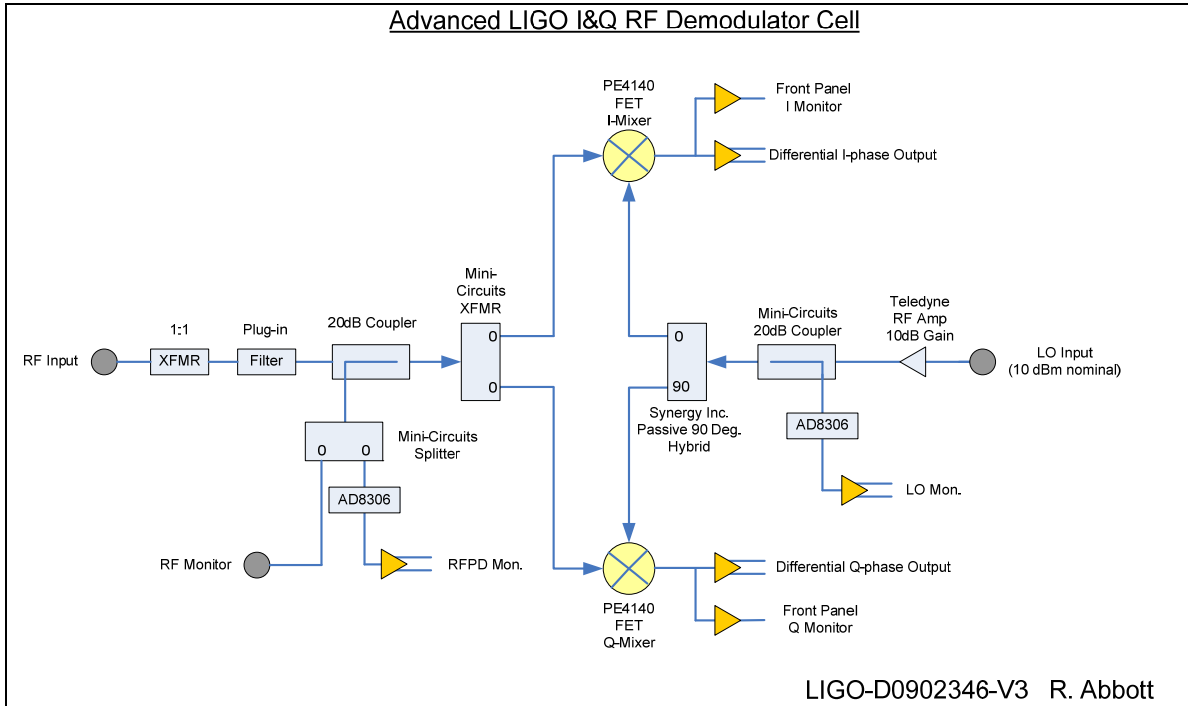 Advanced LIGO I&Q RF Demodulator Cell
PE4140
FET
I-Mixer
Front Panel
I Monitor
Differential I-phase Output
Mini-
Circuits
XFMR
0
0
1:1
XFMR
Plug-in
Filter
20dB Coupler
RF Input
Mini-Circuits
Splitter
0 0
AD8306
RF Monitor
RFPD Mon.
0
90
Synergy Inc.
Passive 90 Deg.
Hybrid
Mini-Circuits
20dB Coupler
Teledyne
RF Amp
10dB Gain
LO Input
(10 dBm nominal)
AD8306
LO Mon.
PE4140
FET
Q-Mixer
Differential Q-phase Output
Front Panel
Q Monitor
LIGO-D0902346-V3 R. Abbott